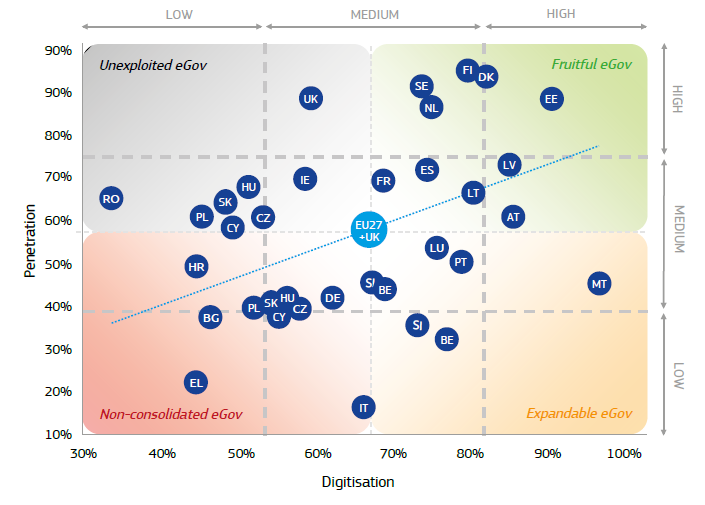 LOW
MEDIUM
HIGH
90%
Unexploited eGov
Fruitful eGov
FI
DK
SE
90%
UK
NL
EE
HIGH
80%
LV
70%
ES
IE
FR
HU
LT
RO
SK
PL
CZ
AT
60%
CY
EU27
+UK
MEDIUM
LU
PT
50%
HR
SI
MT
BE
HU
DE
SK
40%
PL
CZ
BG
CY
SI
BE
30%
LOW
EL
20%
IT
Non-consolidated eGov
Expandable eGov
10%
Penetration
30%
40%
50%
60%
70%
80%
90%
100%
Digitisation